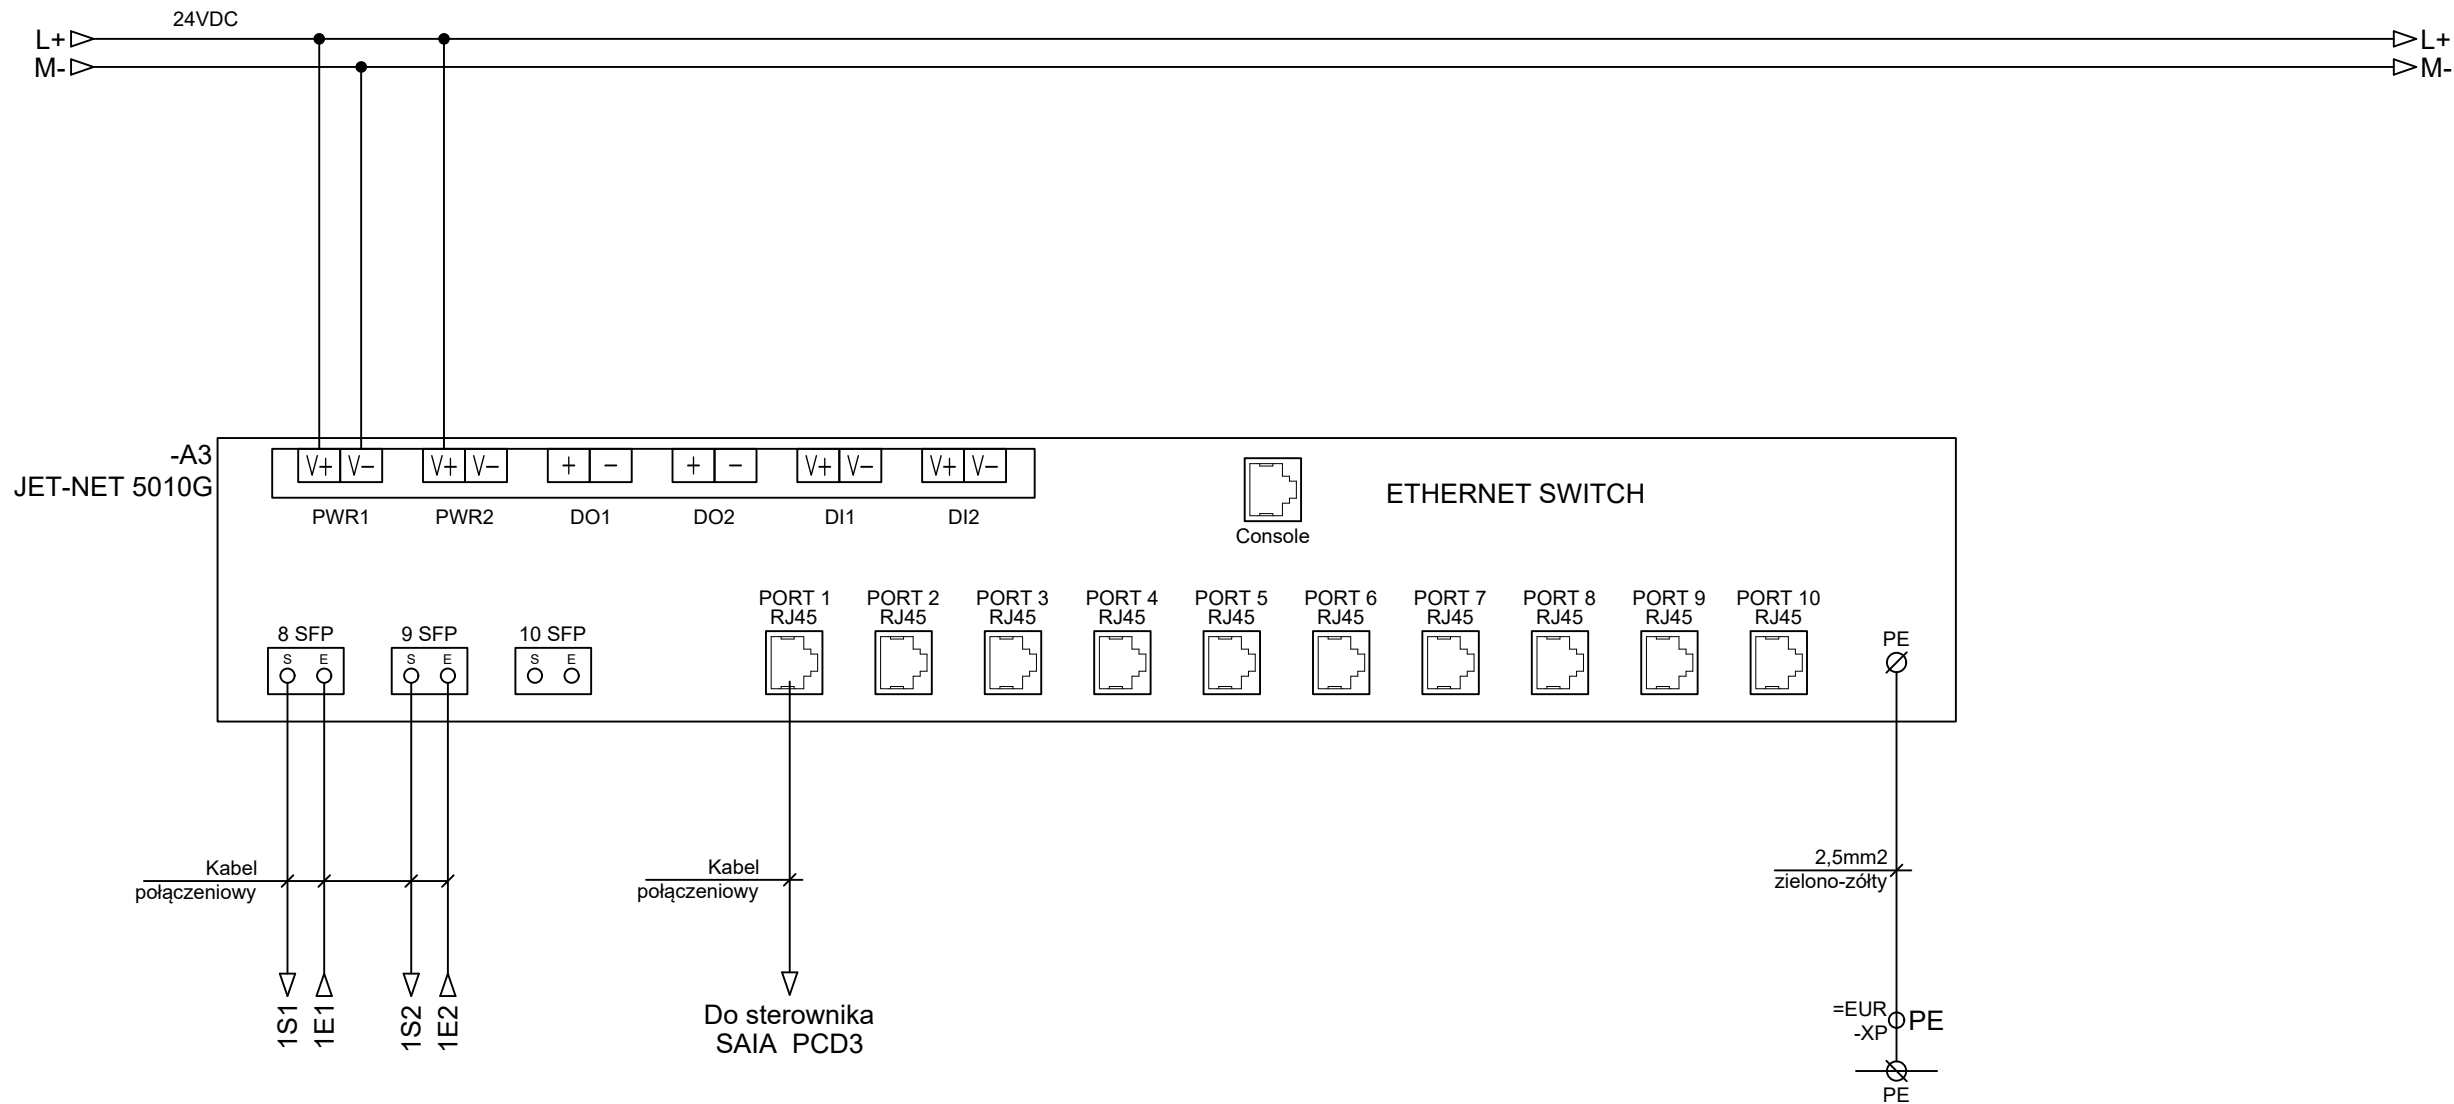 24VDC
L+
L+
M-
M-
-A3
JET-NET 5010G
V+ V- V+ V- + - + - V+ V- V+ V-
PWR1 PWR2 DO1 DO2 DI1 DI2
ETHERNET SWITCH
Console
PORT 1 PORT 2 PORT 3 PORT 4 PORT 5 PORT 6 PORT 7 PORT 8 PORT 9 PORT 10
RJ45 RJ45 RJ45 RJ45 RJ45 RJ45 RJ45 RJ45 RJ45 RJ45
8 SFP 9 SFP 10 SFP
S E S E S E
PE
Kabel
połączeniowy
Kabel
połączeniowy
2,5mm2
zielono-zółty
1S1
1E1
1S2
1E2
Do sterownika
SAIA PCD3
=EUR
-XP
PE
PE